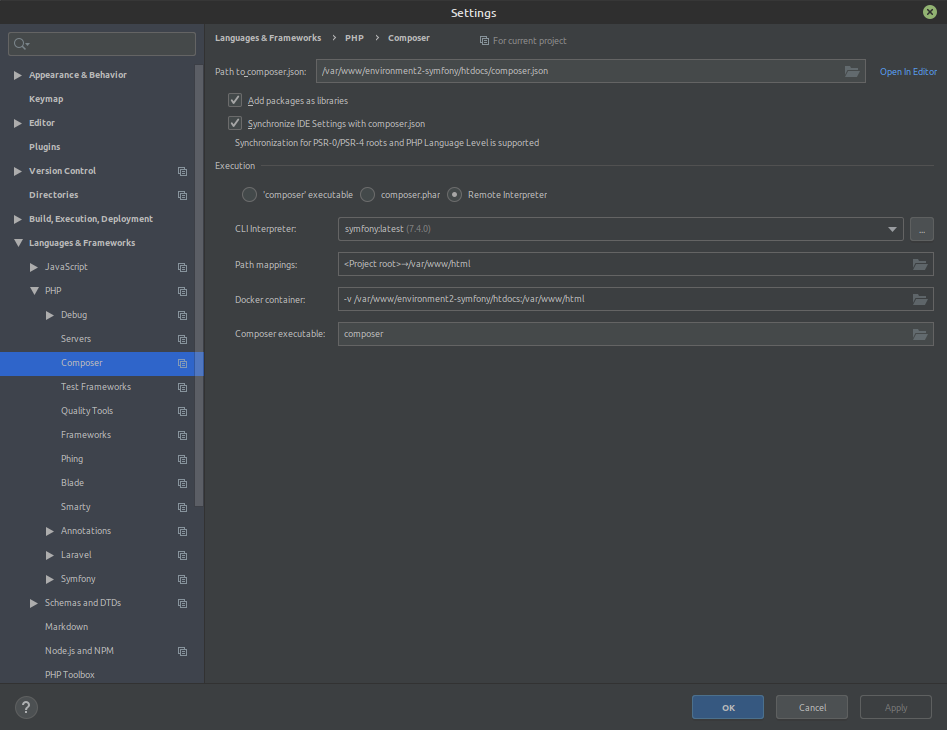 Settings
Languages & Frameworks › PHP › Composer For current project
Appearance & Behavior
Keymap
Editor
Plugins
Version Control
Directories
Build, Execution, Deployment
Languages & Frameworks
JavaScript
PHP
Debug
Servers
Composer
Test Frameworks
Quality Tools
Frameworks
Phing
Blade
Smarty
Annotations
Laravel
Symfony
Schemas and DTDs
Markdown
Node.js and NPM
PHP Toolbox
Path to composer.json: /var/www/environment2-symfony/htdocs/composer.json Open In Editor
Add packages as libraries
Synchronize IDE Settings with composer.json
Synchronization for PSR-0/PSR-4 roots and PHP Language Level is supported
Execution
'composer' executable composer.phar Remote Interpreter
CLI Interpreter: symfony:latest (7.4.0) ...
Path mappings: <Project root>→/var/www/html
Docker container: -v /var/www/environment2-symfony/htdocs:/var/www/html
Composer executable: composer
? OK Cancel Apply